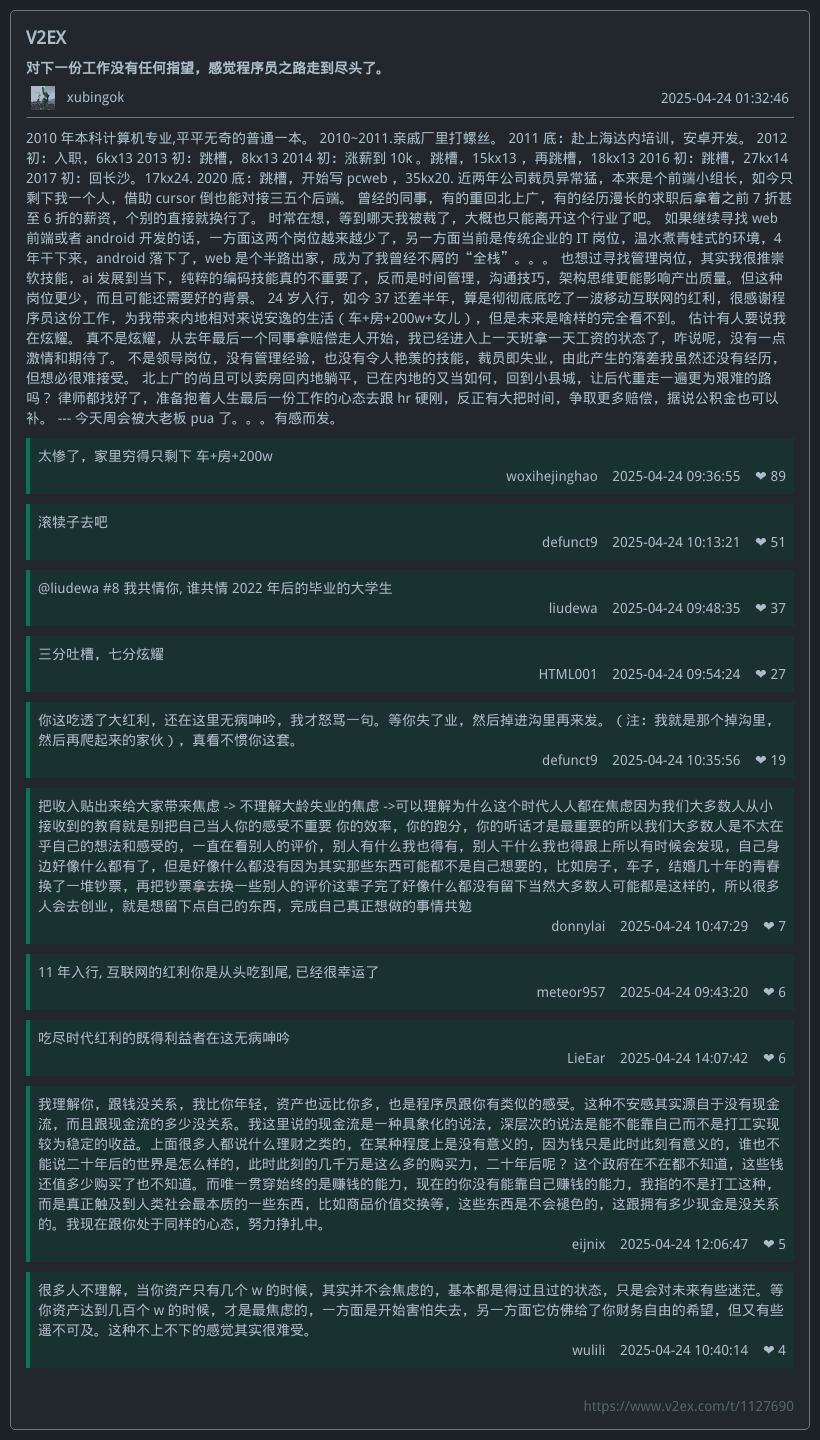 V2EX
对下一份工作没有任何指望，感觉程序员之路走到尽头了。
xubingok 2025-04-24 01:32:46
2010 年本科计算机专业,平平无奇的普通一本。 2010~2011.亲戚厂里打螺丝。 2011 底：赴上海达内培训，安卓开发。 2012
初：入职，6kx13 2013 初：跳槽，8kx13 2014 初：涨薪到 10k 。跳槽，15kx13 ，再跳槽，18kx13 2016 初：跳槽，27kx14
2017 初：回长沙。17kx24. 2020 底：跳槽，开始写 pcweb ，35kx20. 近两年公司裁员异常猛，本来是个前端小组长，如今只
剩下我一个人，借助 cursor 倒也能对接三五个后端。 曾经的同事，有的重回北上广，有的经历漫长的求职后拿着之前 7 折甚
至 6 折的薪资，个别的直接就换行了。 时常在想，等到哪天我被裁了，大概也只能离开这个行业了吧。 如果继续寻找 web
前端或者 android 开发的话，一方面这两个岗位越来越少了，另一方面当前是传统企业的 IT 岗位，温水煮青蛙式的环境，4
年干下来，android 落下了，web 是个半路出家，成为了我曾经不屑的“全栈”。。。 也想过寻找管理岗位，其实我很推崇
软技能，ai 发展到当下，纯粹的编码技能真的不重要了，反而是时间管理，沟通技巧，架构思维更能影响产出质量。但这种
岗位更少，而且可能还需要好的背景。 24 岁入行，如今 37 还差半年，算是彻彻底底吃了一波移动互联网的红利，很感谢程
序员这份工作，为我带来内地相对来说安逸的生活（ 车+房+200w+女儿 ），但是未来是啥样的完全看不到。 估计有人要说我
在炫耀。 真不是炫耀，从去年最后一个同事拿赔偿走人开始，我已经进入上一天班拿一天工资的状态了，咋说呢，没有一点
激情和期待了。 不是领导岗位，没有管理经验，也没有令人艳羡的技能，裁员即失业，由此产生的落差我虽然还没有经历，
但想必很难接受。 北上广的尚且可以卖房回内地躺平，已在内地的又当如何，回到小县城，让后代重走一遍更为艰难的路
吗？ 律师都找好了，准备抱着人生最后一份工作的心态去跟 hr 硬刚，反正有大把时间，争取更多赔偿，据说公积金也可以
补。 --- 今天周会被大老板 pua 了。。。有感而发。
太惨了，家里穷得只剩下 车+房+200w
woxihejinghao 2025-04-24 09:36:55 ❤ 89
滚犊子去吧
defunct9 2025-04-24 10:13:21 ❤ 51
@liudewa #8 我共情你, 谁共情 2022 年后的毕业的大学生
liudewa 2025-04-24 09:48:35 ❤ 37
三分吐槽，七分炫耀
HTML001 2025-04-24 09:54:24 ❤ 27
你这吃透了大红利，还在这里无病呻吟，我才怒骂一句。等你失了业，然后掉进沟里再来发。（ 注：我就是那个掉沟里，
然后再爬起来的家伙 ），真看不惯你这套。
defunct9 2025-04-24 10:35:56 ❤ 19
把收入贴出来给大家带来焦虑 -> 不理解大龄失业的焦虑 ->可以理解为什么这个时代人人都在焦虑因为我们大多数人从小
接收到的教育就是别把自己当人你的感受不重要 你的效率，你的跑分，你的听话才是最重要的所以我们大多数人是不太在
乎自己的想法和感受的，一直在看别人的评价，别人有什么我也得有，别人干什么我也得跟上所以有时候会发现，自己身
边好像什么都有了，但是好像什么都没有因为其实那些东西可能都不是自己想要的，比如房子，车子，结婚几十年的青春
换了一堆钞票，再把钞票拿去换一些别人的评价这辈子完了好像什么都没有留下当然大多数人可能都是这样的，所以很多
人会去创业，就是想留下点自己的东西，完成自己真正想做的事情共勉
donnylai 2025-04-24 10:47:29 ❤ 7
11 年入行, 互联网的红利你是从头吃到尾, 已经很幸运了
meteor957 2025-04-24 09:43:20 ❤ 6
吃尽时代红利的既得利益者在这无病呻吟
LieEar 2025-04-24 14:07:42 ❤ 6
我理解你，跟钱没关系，我比你年轻，资产也远比你多，也是程序员跟你有类似的感受。这种不安感其实源自于没有现金
流，而且跟现金流的多少没关系。我这里说的现金流是一种具象化的说法，深层次的说法是能不能靠自己而不是打工实现
较为稳定的收益。上面很多人都说什么理财之类的，在某种程度上是没有意义的，因为钱只是此时此刻有意义的，谁也不
能说二十年后的世界是怎么样的，此时此刻的几千万是这么多的购买力，二十年后呢？ 这个政府在不在都不知道，这些钱
还值多少购买了也不知道。而唯一贯穿始终的是赚钱的能力，现在的你没有能靠自己赚钱的能力，我指的不是打工这种，
而是真正触及到人类社会最本质的一些东西，比如商品价值交换等，这些东西是不会褪色的，这跟拥有多少现金是没关系
的。我现在跟你处于同样的心态，努力挣扎中。
eijnix 2025-04-24 12:06:47 ❤ 5
很多人不理解，当你资产只有几个 w 的时候，其实并不会焦虑的，基本都是得过且过的状态，只是会对未来有些迷茫。等
你资产达到几百个 w 的时候，才是最焦虑的，一方面是开始害怕失去，另一方面它仿佛给了你财务自由的希望，但又有些
遥不可及。这种不上不下的感觉其实很难受。
wulili 2025-04-24 10:40:14 ❤ 4
https://www.v2ex.com/t/1127690